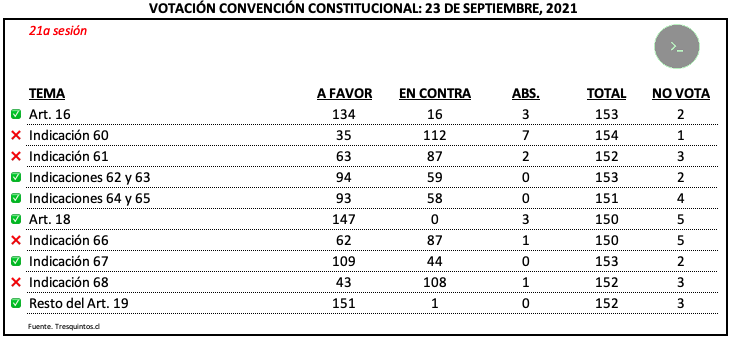 VOTACIÓN CONVENCIÓN CONSTITUCIONAL: 23 DE SEPTIEMBRE, 2021
21a sesión
>_
TEMA A FAVOR EN CONTRA ABS. TOTAL NO VOTA
Art. 16 134 16 3 153 2
Indicación 60 35 112 7 154 1
Indicación 61 63 87 2 152 3
Indicaciones 62 y 63 94 59 0 153 2
Indicaciones 64 y 65 93 58 0 151 4
Art. 18 147 0 3 150 5
Indicación 66 62 87 1 150 5
Indicación 67 109 44 0 153 2
Indicación 68 43 108 1 152 3
Resto del Art. 19 151 1 0 152 3
Fuente. Tresquintos.cl